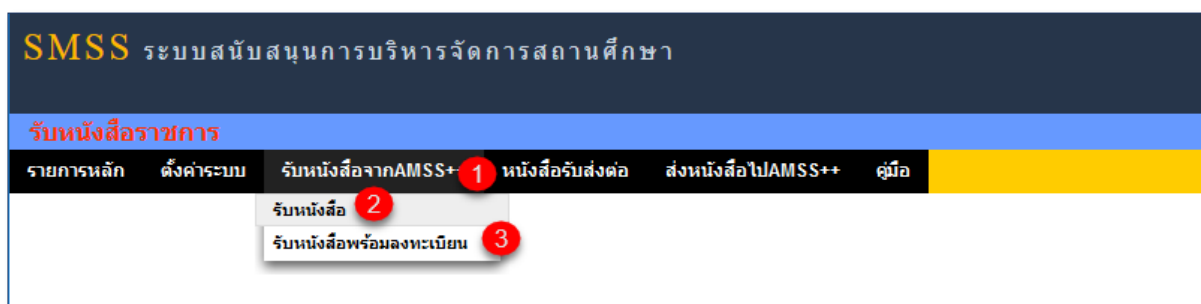 SMSS ระบบสนับสนุนการบริหารจัดการสถานศึกษา
รับหนังสือราชการ
รายการหลัก ตั้งค่าระบบ รับหนังสือจากAMSS+ 1 หนังสือรับส่งต่อ ส่งหนังสือไปAMSS++ คู่มือ
รับหนังสือ 2
รับหนังสือพร้อมลงทะเบียน 3